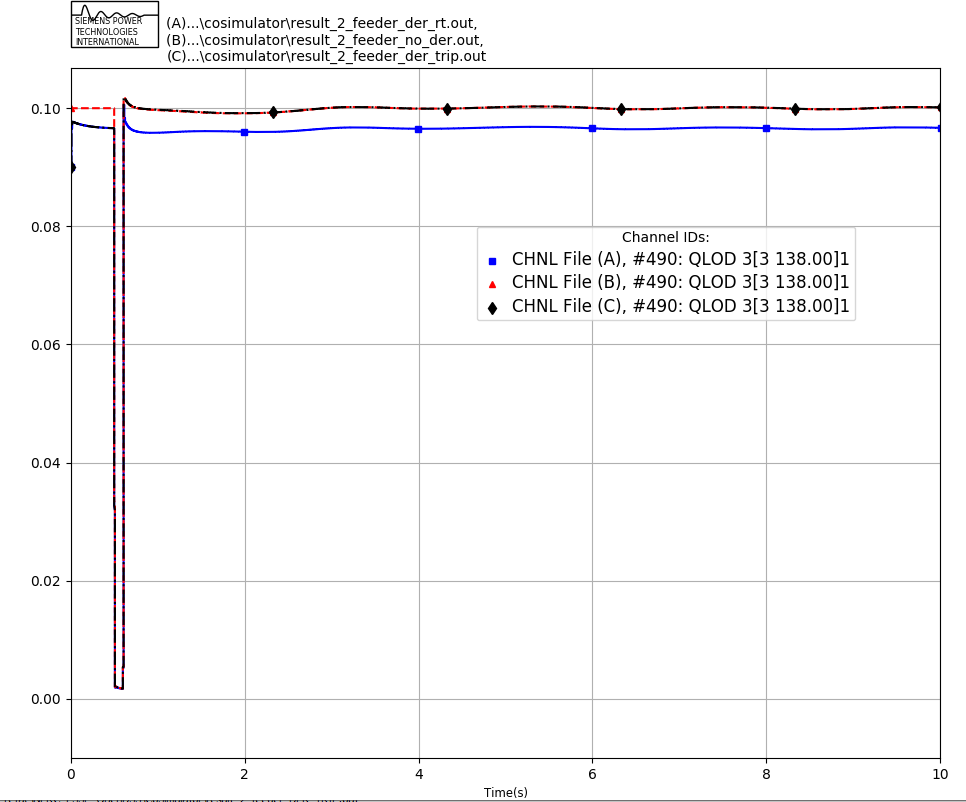 SIEMENS POWER
TECHNOLOGIES
INTERNATIONAL
(A)...\cosimulator\result_2_feeder_der_rt.out,
(B)...\cosimulator\result_2_feeder_no_der.out,
(C)...\cosimulator\result_2_feeder_der_trip.out
0.10
0.08
0.06
0.04
0.02
0.00
Channel IDs:
CHNL File (A), #490: QLOD 3[3 138.00]1
CHNL File (B), #490: QLOD 3[3 138.00]1
CHNL File (C), #490: QLOD 3[3 138.00]1
0 2 4 6 8 10
Time(s)